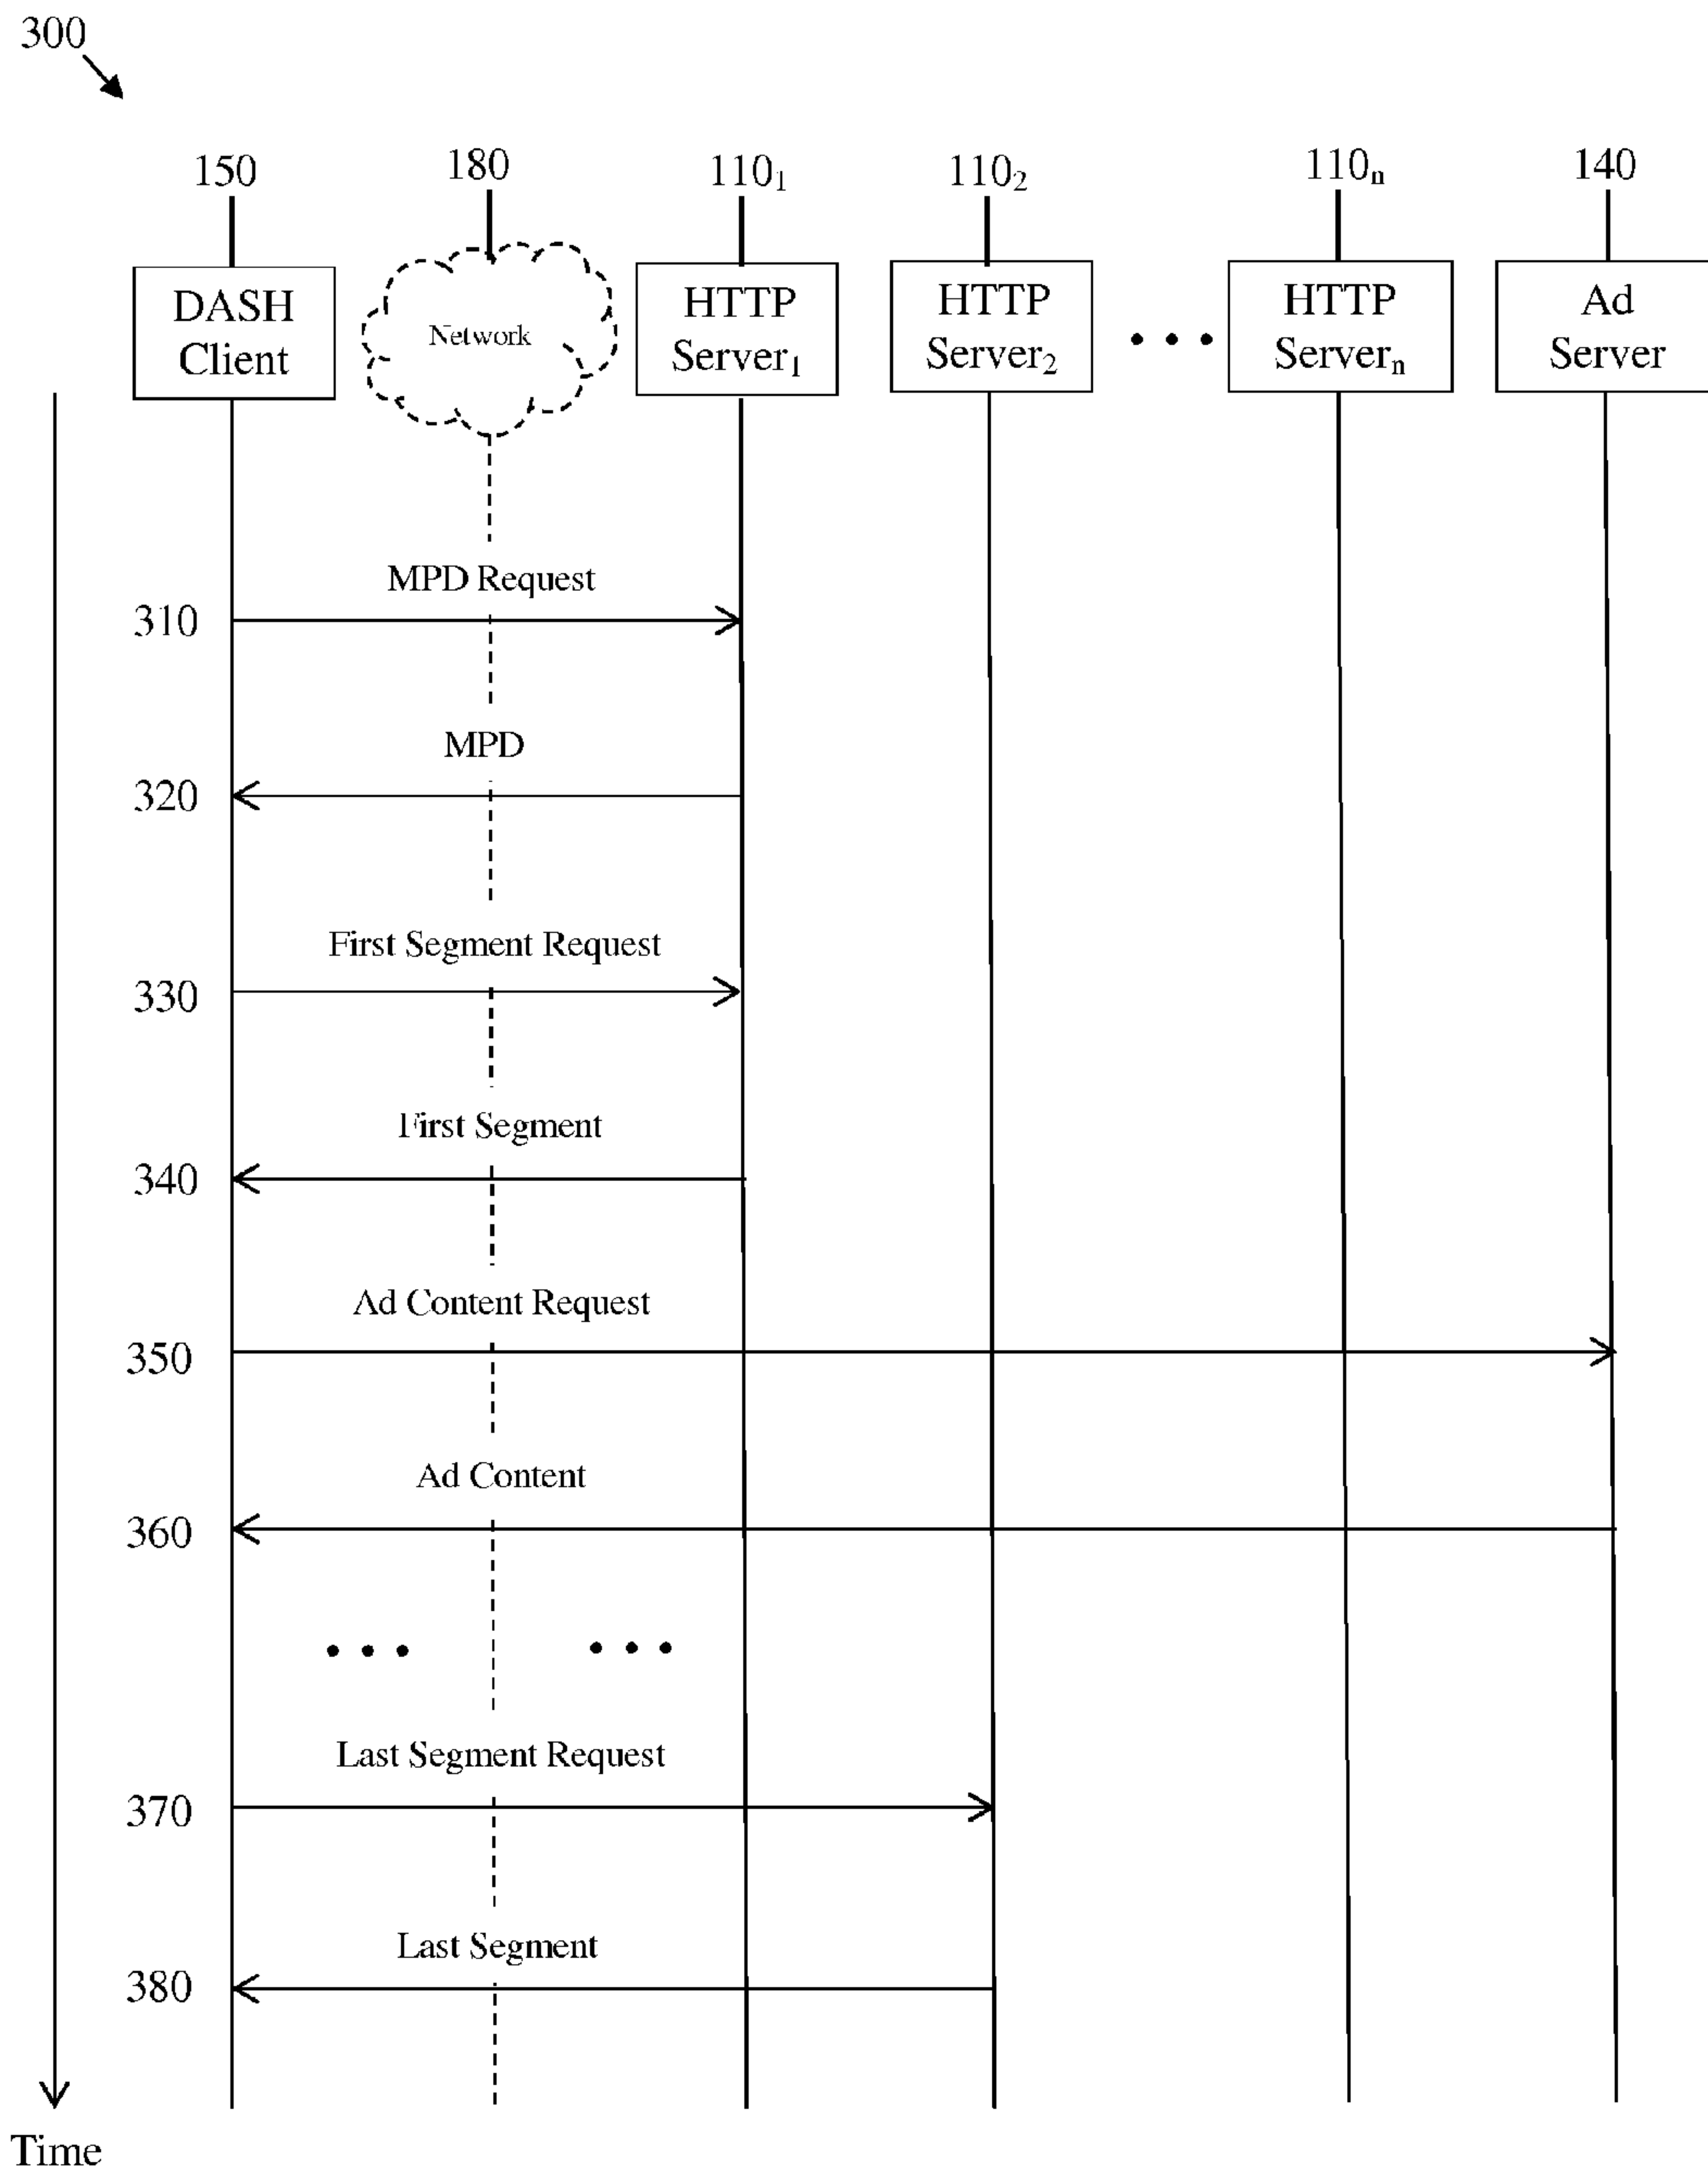 300
150 180 110₁ 110₂ 110ₙ 140
DASH
Client
Network
HTTP
Server₁
HTTP
Server₂
• • •
HTTP
Serverₙ
Ad
Server
MPD Request
310
MPD
320
First Segment Request
330
First Segment
340
Ad Content Request
350
Ad Content
360
• • • • • •
Last Segment Request
370
Last Segment
380
Time